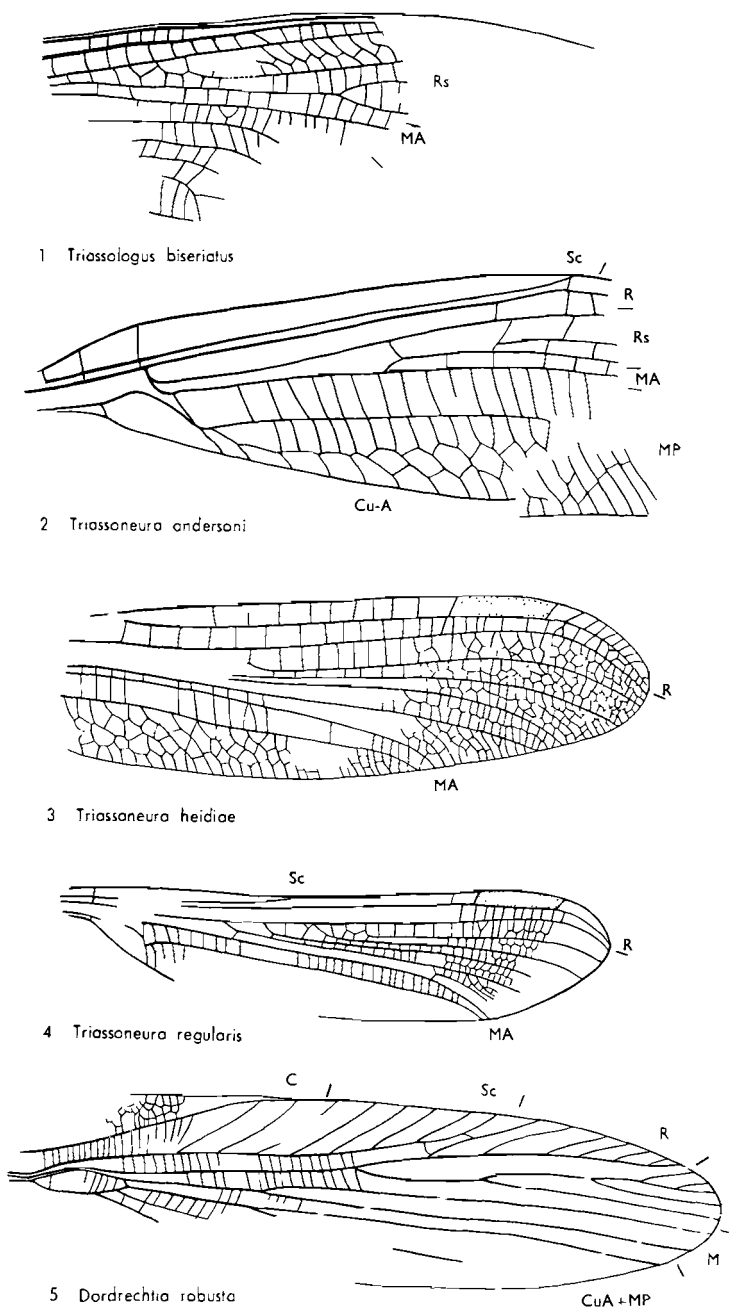 Rs
MA
1 Triassologus biseriatus
Sc
R
Rs
MA
MP
Cu-A
2 Triassoneura andersoni
R
MA
3 Triassoneura heidiae
Sc
R
4 Triassoneura regularis
MA
C
Sc
R
M
5 Dordrechtia robusta
CuA+MP